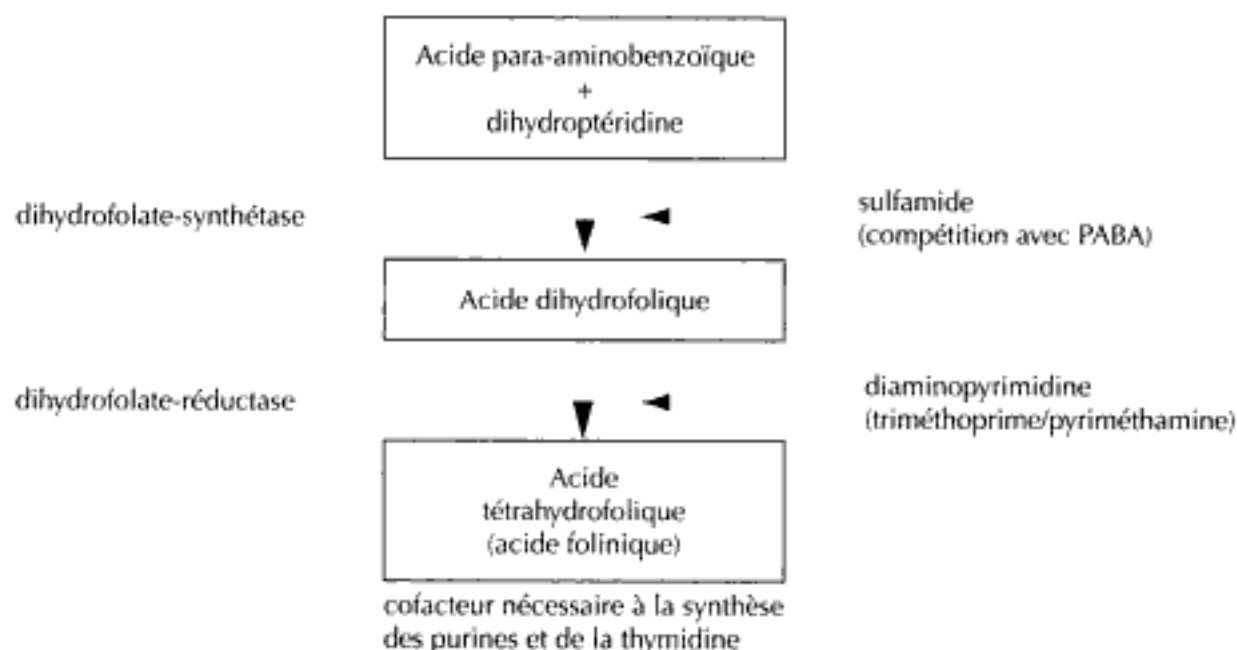 Acide para-aminobenzoïque
+
dihydroptéridine
dihydrofolate-synthétase
sulfamide
(compétition avec PABA)
Acide dihydrofolique
dihydrofolate-réductase
diaminopyrimidine
(triméthoprime/pyriméthamine)
Acide
tétrahydrofolique
(acide folinique)
cofacteur nécessaire à la synthèse
des purines et de la thymidine